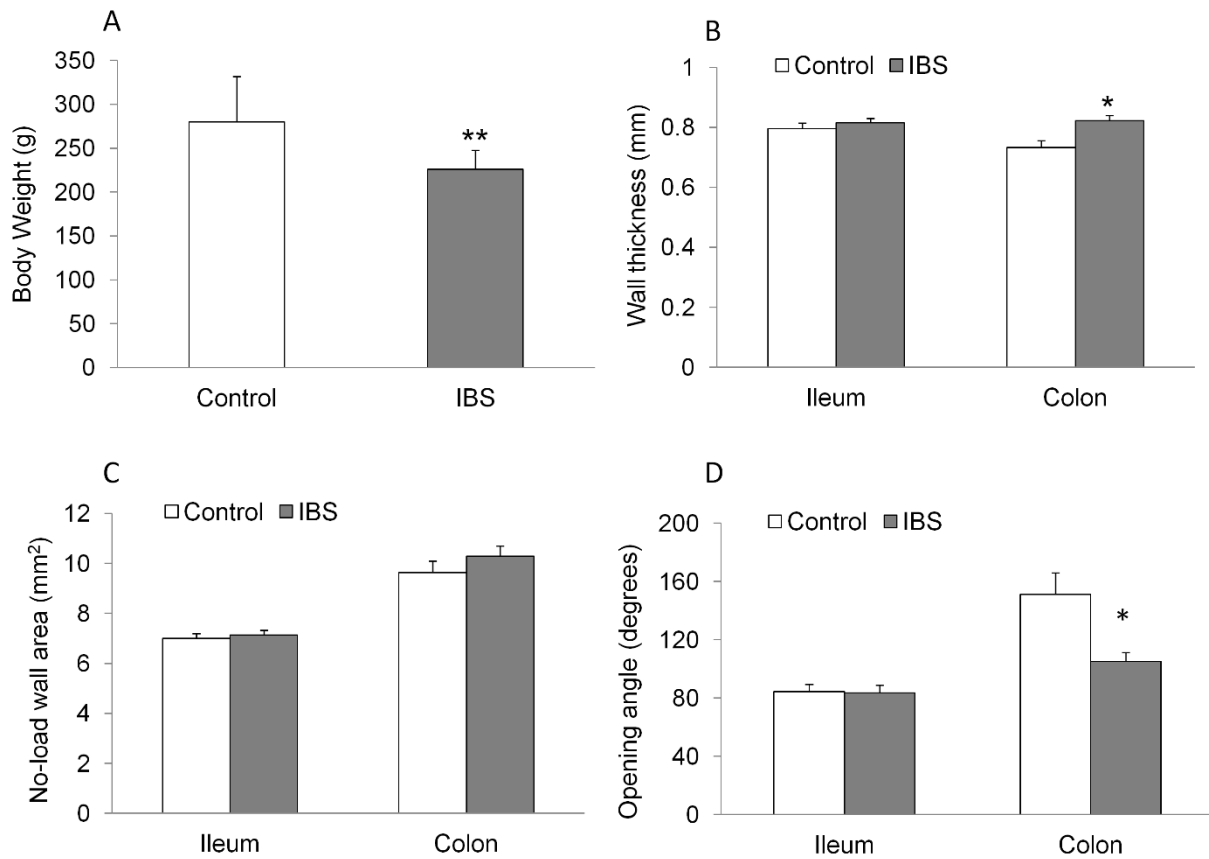 A
Body Weight (g)
350
300
250
200
150
100
50
0
**
Control IBS
B
Control IBS
Wall thickness (mm)
1
0.8
0.6
0.4
0.2
0
*
Ileum Colon
C
Control IBS
No-load wall area (mm²)
12
10
8
6
4
2
0
Ileum Colon
D
Control IBS
Opening angle (degrees)
200
160
120
80
40
0
*
Ileum Colon